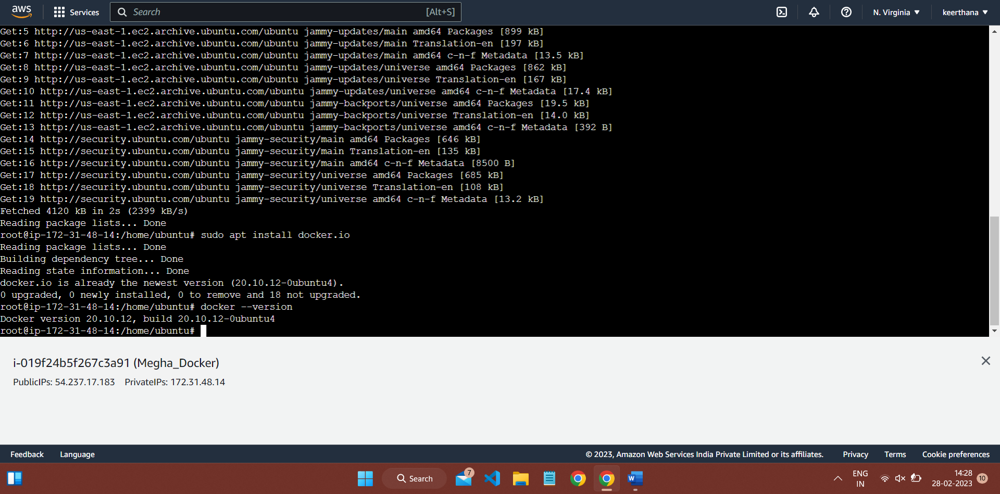 aws
Services
Search
[Alt+S]
N. Virginia
keerthana
Get:5 http://us-east-1.ec2.archive.ubuntu.com/ubuntu jammy-updates/main amd64 Packages [899 kB]
Get:6 http://us-east-1.ec2.archive.ubuntu.com/ubuntu jammy-updates/main Translation-en [197 kB]
Get:7 http://us-east-1.ec2.archive.ubuntu.com/ubuntu jammy-updates/main amd64 c-n-f Metadata [13.5 kB]
Get:8 http://us-east-1.ec2.archive.ubuntu.com/ubuntu jammy-updates/universe amd64 Packages [862 kB]
Get:9 http://us-east-1.ec2.archive.ubuntu.com/ubuntu jammy-updates/universe Translation-en [167 kB]
Get:10 http://us-east-1.ec2.archive.ubuntu.com/ubuntu jammy-updates/universe amd64 c-n-f Metadata [17.4 kB]
Get:11 http://us-east-1.ec2.archive.ubuntu.com/ubuntu jammy-backports/universe amd64 Packages [19.5 kB]
Get:12 http://us-east-1.ec2.archive.ubuntu.com/ubuntu jammy-backports/universe Translation-en [14.0 kB]
Get:13 http://us-east-1.ec2.archive.ubuntu.com/ubuntu jammy-backports/universe amd64 c-n-f Metadata [392 B]
Get:14 http://security.ubuntu.com/ubuntu jammy-security/main amd64 Packages [646 kB]
Get:15 http://security.ubuntu.com/ubuntu jammy-security/main Translation-en [135 kB]
Get:16 http://security.ubuntu.com/ubuntu jammy-security/main amd64 c-n-f Metadata [8500 B]
Get:17 http://security.ubuntu.com/ubuntu jammy-security/universe amd64 Packages [685 kB]
Get:18 http://security.ubuntu.com/ubuntu jammy-security/universe Translation-en [108 kB]
Get:19 http://security.ubuntu.com/ubuntu jammy-security/universe amd64 c-n-f Metadata [13.2 kB]
Fetched 4120 kB in 2s (2399 kB/s)
Reading package lists... Done
root@ip-172-31-48-14:/home/ubuntu# sudo apt install docker.io
Reading package lists... Done
Building dependency tree... Done
Reading state information... Done
docker.io is already the newest version (20.10.12-0ubuntu4).
0 upgraded, 0 newly installed, 0 to remove and 18 not upgraded.
root@ip-172-31-48-14:/home/ubuntu# docker --version
Docker version 20.10.12, build 20.10.12-0ubuntu4
root@ip-172-31-48-14:/home/ubuntu#
i-019f24b5f267c3a91 (Megha_Docker)
PublicIPs: 54.237.17.183 PrivateIPs: 172.31.48.14
Feedback
Language
© 2023, Amazon Web Services India Private Limited or its affiliates.
Privacy
Terms
Cookie preferences
Search
7
W
ENG
IN
14:28
28-02-2023
10